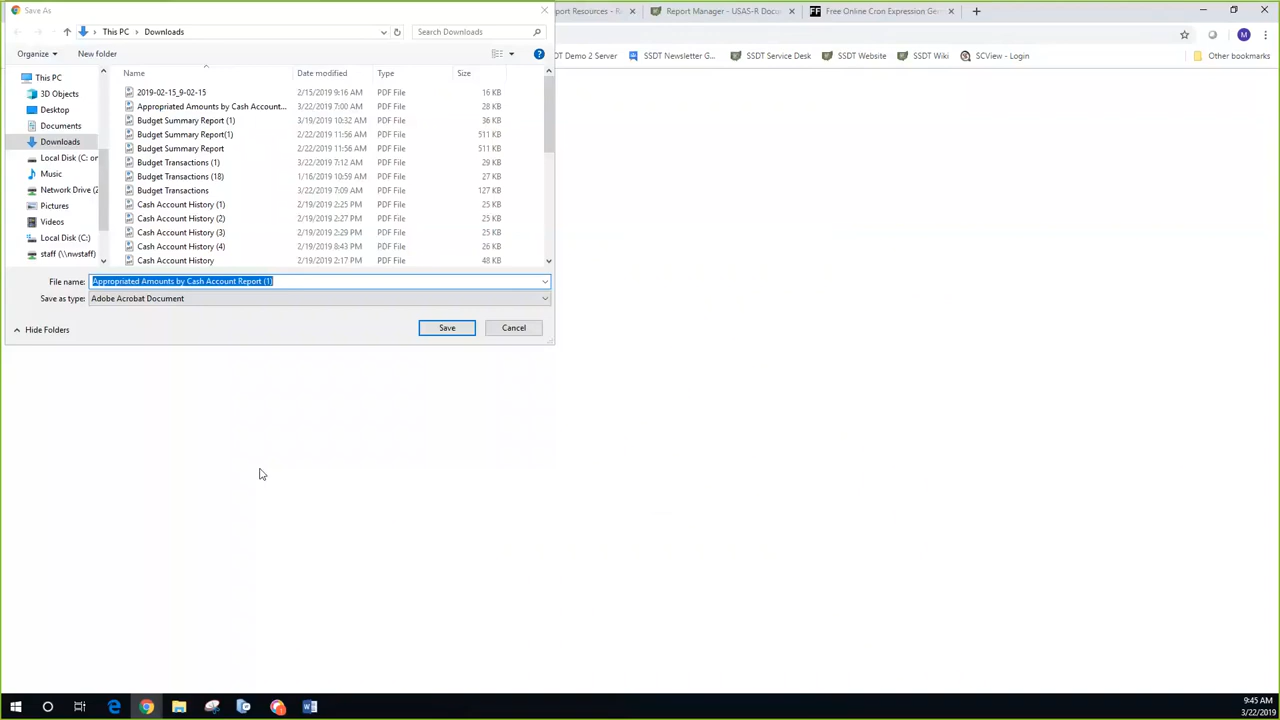 Save As
port Resources - R
Report Manager - USAS-R Docu
FF
Free Online Cron Expression Ge
This PC
Downloads
Search Downloads
Organize
New folder
DT Demo 2 Server
SSDT Newsletter G...
SSDT Service Desk
SSDT Website
SSDT Wiki
SCView - Login
Other bookmarks
M
This PC
3D Objects
Desktop
Documents
Downloads
Local Disk (C: on
Music
Network Drive (2
Pictures
Videos
Local Disk (C:)
staff (\\nwstaff)
Name Date modified Type Size
2019-02-15_9-02-15 2/15/2019 9:16 AM PDF File 16 KB
Appropriated Amounts by Cash Account... 3/22/2019 7:00 AM PDF File 28 KB
Budget Summary Report (1) 3/19/2019 10:32 AM PDF File 36 KB
Budget Summary Report(1) 2/22/2019 11:56 AM PDF File 511 KB
Budget Summary Report 2/22/2019 11:56 AM PDF File 511 KB
Budget Transactions (1) 3/22/2019 7:12 AM PDF File 29 KB
Budget Transactions (18) 1/16/2019 10:59 AM PDF File 27 KB
Budget Transactions 3/22/2019 7:09 AM PDF File 127 KB
Cash Account History (1) 2/19/2019 2:25 PM PDF File 25 KB
Cash Account History (2) 2/19/2019 2:27 PM PDF File 25 KB
Cash Account History (3) 2/19/2019 2:29 PM PDF File 25 KB
Cash Account History (4) 2/19/2019 8:43 PM PDF File 26 KB
Cash Account History 2/19/2019 2:17 PM PDF File 48 KB
File name: Appropriated Amounts by Cash Account Report (1)
Save as type: Adobe Acrobat Document
Hide Folders
Save
Cancel
9:45 AM
3/22/2019